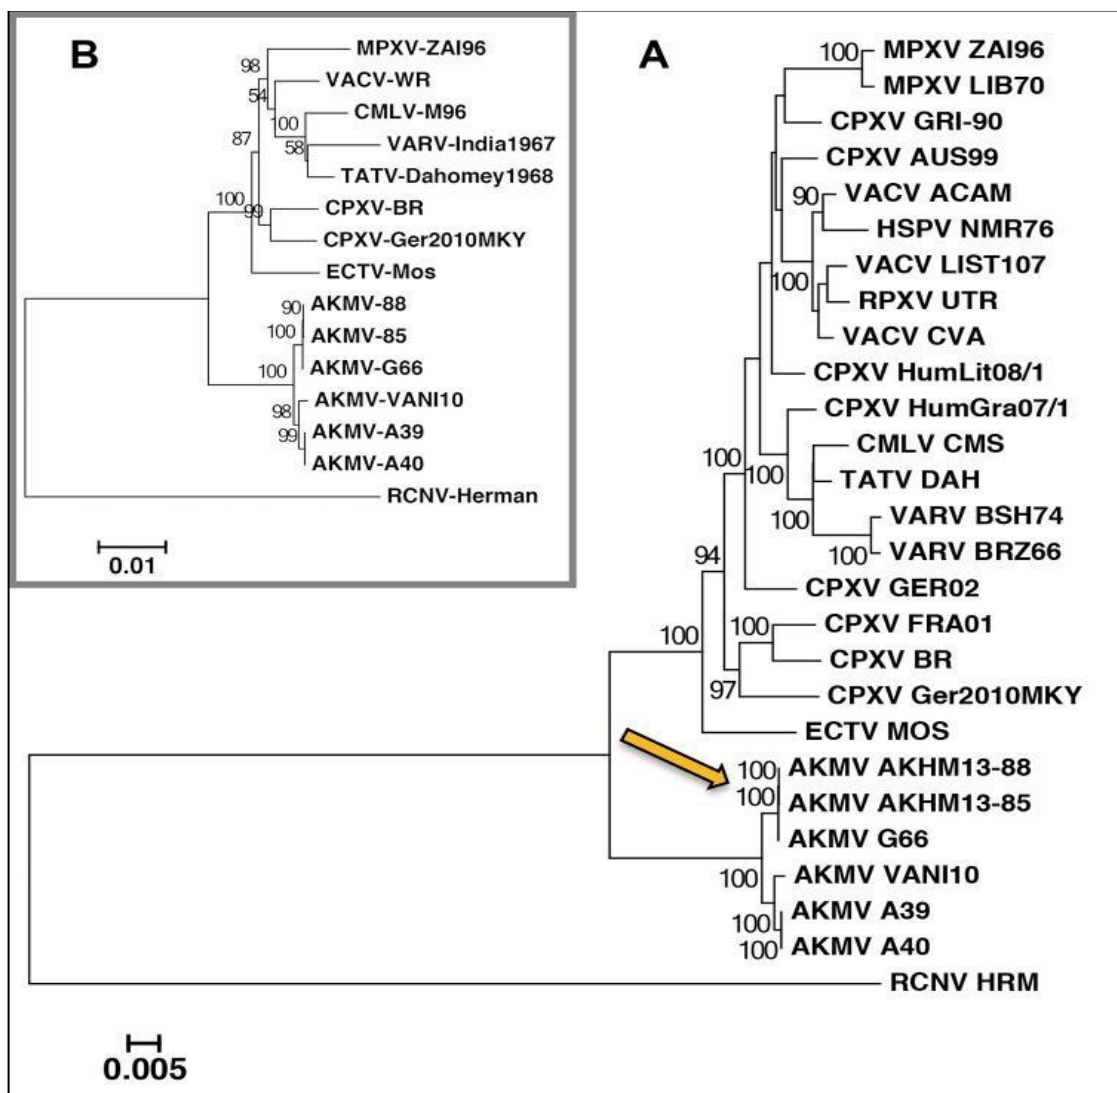 B
MPXV-ZAI96
98
VACV-WR
54
CMLV-M96
100
VARV-India1967
58
87
TATV-Dahomey1968
100
99
CPXV-BR
CPXV-Ger2010MKY
ECTV-Mos
AKMV-88
90
AKMV-85
100
AKMV-G66
100
AKMV-VANI10
98
AKMV-A39
99
AKMV-A40
RCNV-Herman
0.01
A
100
MPXV ZAI96
MPXV LIB70
CPXV GRI-90
CPXV AUS99
90
VACV ACAM
HSPV NMR76
VACV LIST107
100
RPXV UTR
VACV CVA
CPXV HumLit08/1
CPXV HumGra07/1
CMLV CMS
100
100
TATV DAH
VARV BSH74
100
VARV BRZ66
100
94
CPXV GER02
CPXV FRA01
100
100
CPXV BR
CPXV Ger2010MKY
97
ECTV MOS
AKMV AKHM13-88
100
AKMV AKHM13-85
100
AKMV G66
AKMV VANI10
100
AKMV A39
100
AKMV A40
100
RCNV HRM
0.005